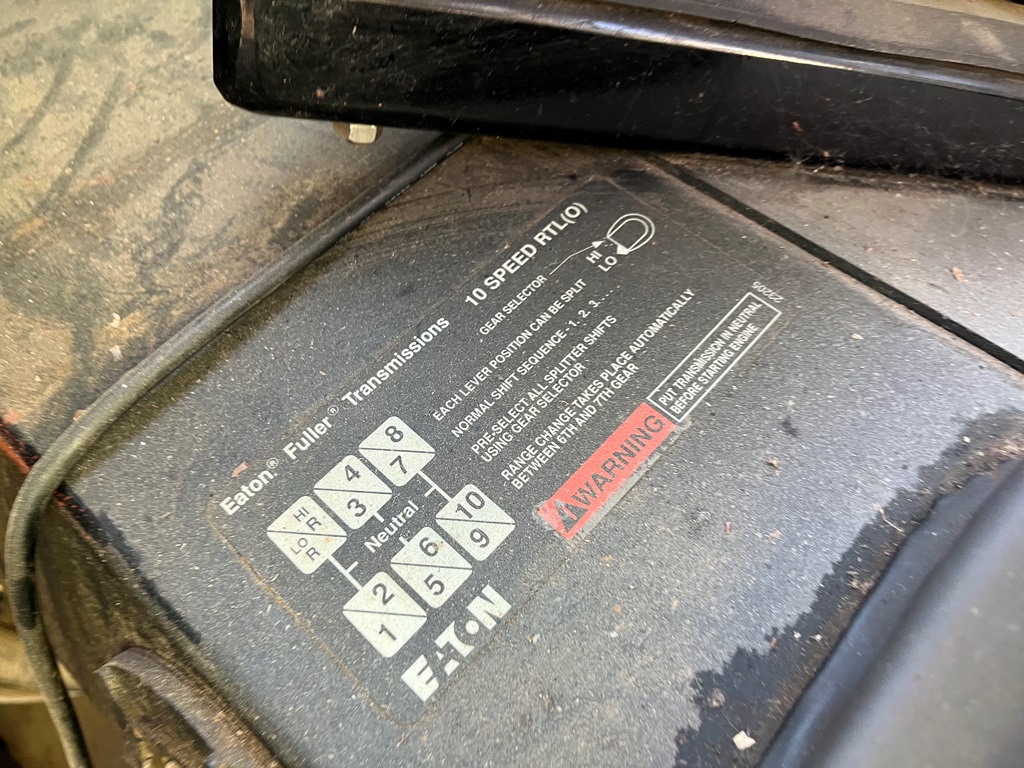 Eaton® Fuller® Transmissions 10 SPEED RTL(O)
GEAR SELECTOR
HI
LO
EACH LEVER POSITION CAN BE SPLIT
NORMAL SHIFT SEQUENCE - 1, 2, 3.....
PRE-SELECT ALL SPLITTER SHIFTS
USING GEAR SELECTOR
RANGE CHANGE TAKES PLACE AUTOMATICALLY
BETWEEN 6TH AND 7TH GEAR
HI R 4 8
LO R 3 7
Neutral
2 6 10
1 5 9
WARNING
PUT TRANSMISSION IN NEUTRAL
BEFORE STARTING ENGINE
EATON